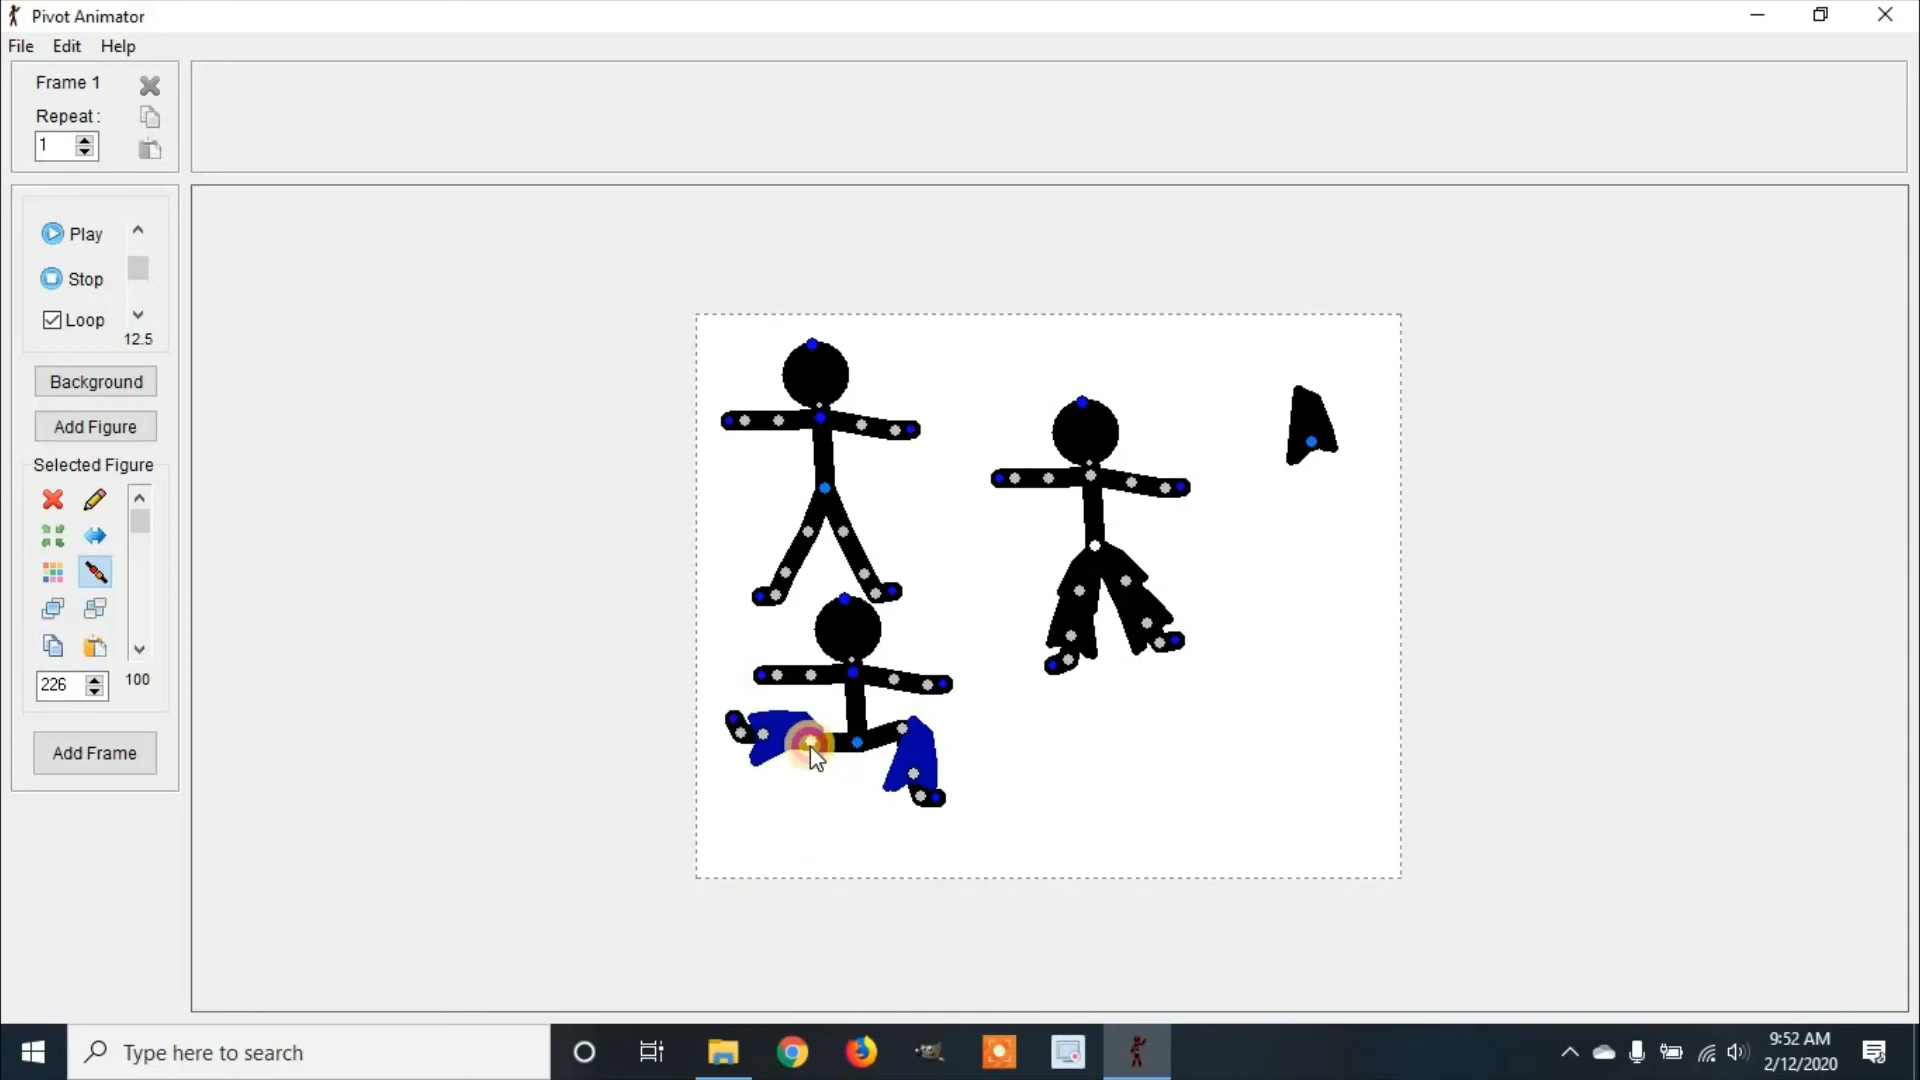 Pivot Animator
File Edit Help
Frame 1
Repeat :
1
Play
Stop
Loop
12.5
Background
Add Figure
Selected Figure
226
100
Add Frame
Type here to search
9:52 AM
2/12/2020